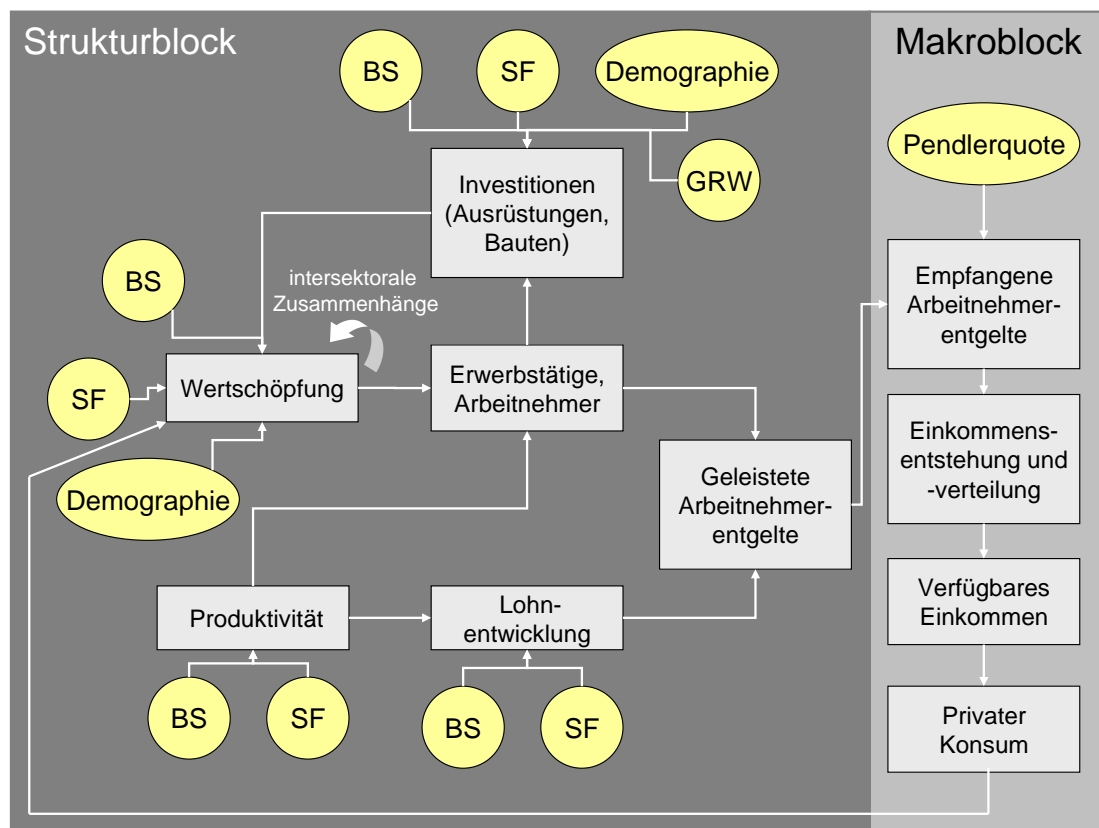 Strukturblock
Makroblock
BS
SF
Demographie
Pendlerquote
Investitionen
(Ausrüstungen,
Bauten)
GRW
BS
intersektorale
Zusammenhänge
Empfangene
Arbeitnehmer-
entgelte
SF
Wertschöpfung
Erwerbstätige,
Arbeitnehmer
Demographie
Geleistete
Arbeitnehmer-
entgelte
Einkommens-
entstehung und
-verteilung
Produktivität
Lohn-
entwicklung
Verfügbares
Einkommen
BS
SF
BS
SF
Privater
Konsum